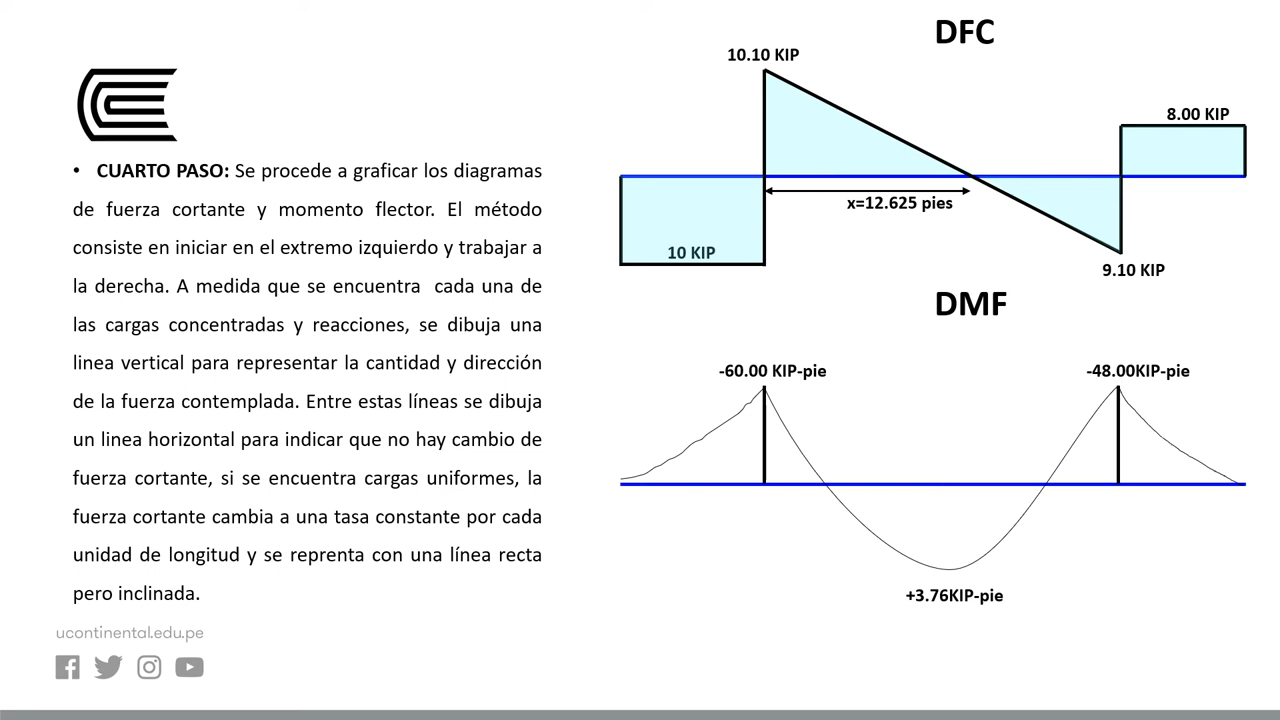 • CUARTO PASO: Se procede a graficar los diagramas
de fuerza cortante y momento flector. El método
consiste en iniciar en el extremo izquierdo y trabajar a
la derecha. A medida que se encuentra cada una de
las cargas concentradas y reacciones, se dibuja una
linea vertical para representar la cantidad y dirección
de la fuerza contemplada. Entre estas líneas se dibuja
un linea horizontal para indicar que no hay cambio de
fuerza cortante, si se encuentra cargas uniformes, la
fuerza cortante cambia a una tasa constante por cada
unidad de longitud y se reprenta con una línea recta
pero inclinada.
ucontinental.edu.pe
DFC
10.10 KIP
8.00 KIP
x=12.625 pies
10 KIP
9.10 KIP
DMF
-60.00 KIP-pie
-48.00KIP-pie
+3.76KIP-pie